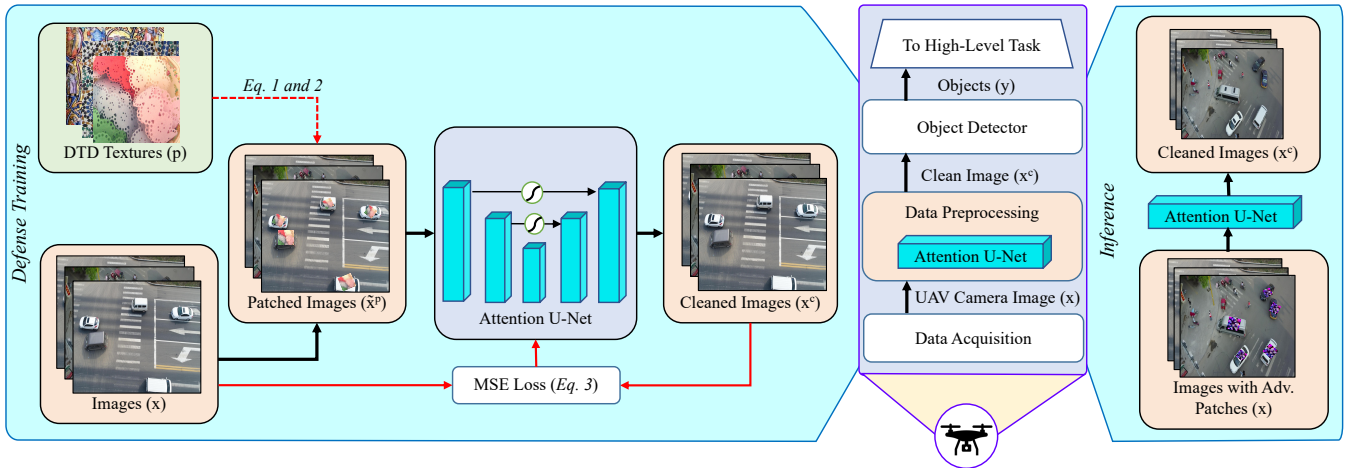 Defense Training
DTD Textures (p)
Eq. 1 and 2
Images (x)
Patched Images (x̃ᵖ)
Attention U-Net
Cleaned Images (xᶜ)
MSE Loss (Eq. 3)
To High-Level Task
Objects (y)
Object Detector
Clean Image (xᶜ)
Data Preprocessing
Attention U-Net
UAV Camera Image (x)
Data Acquisition
Inference
Cleaned Images (xᶜ)
Attention U-Net
Images with Adv.
Patches (x)